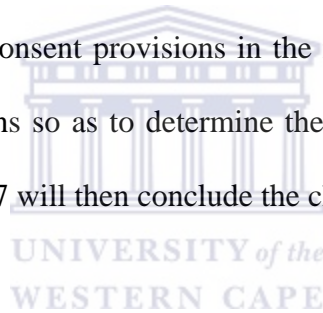 onsent provisions in the
ns so as to determine the
7 will then conclude the c
UNIVERSITY of the
WESTERN CAPE